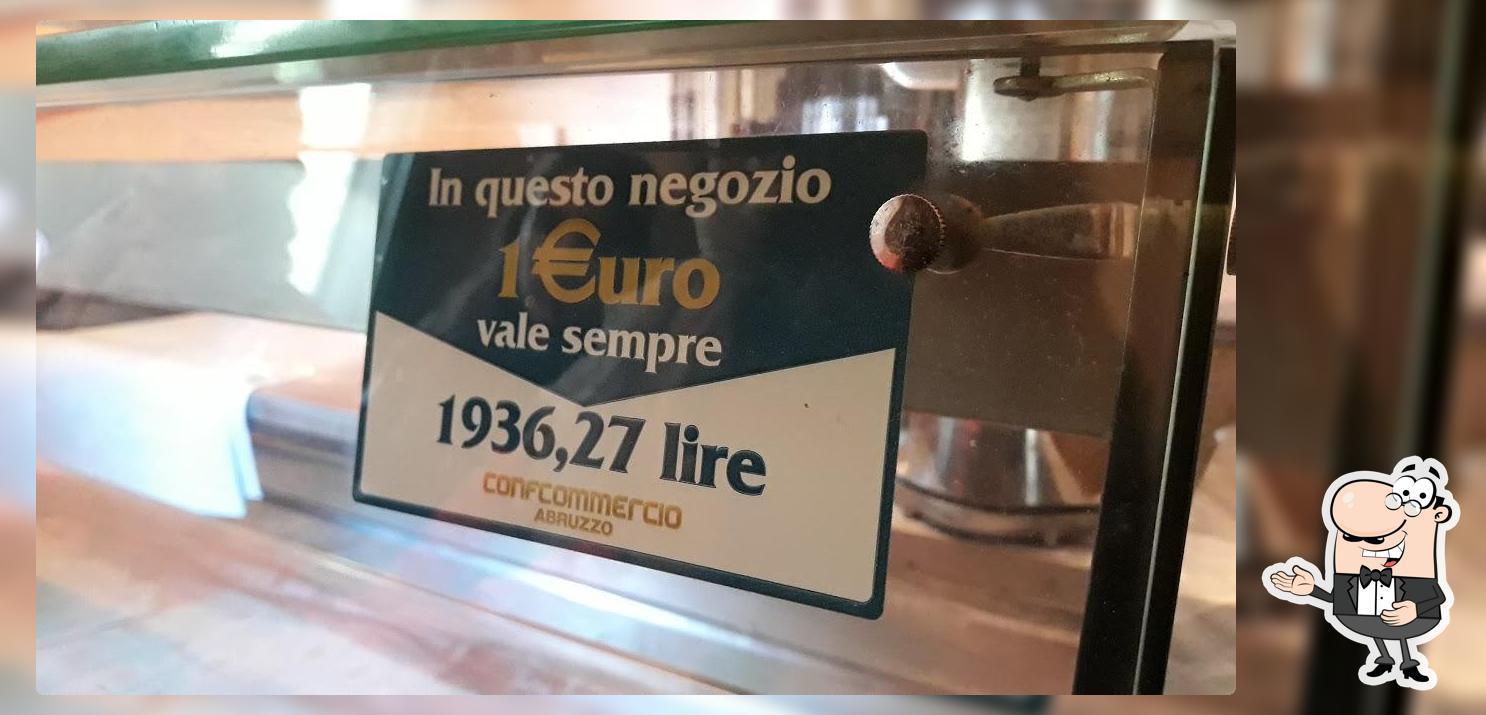 In questo negozio
1 €uro
vale sempre
1936,27 lire
CONFCOMMERCIO
ABRUZZO